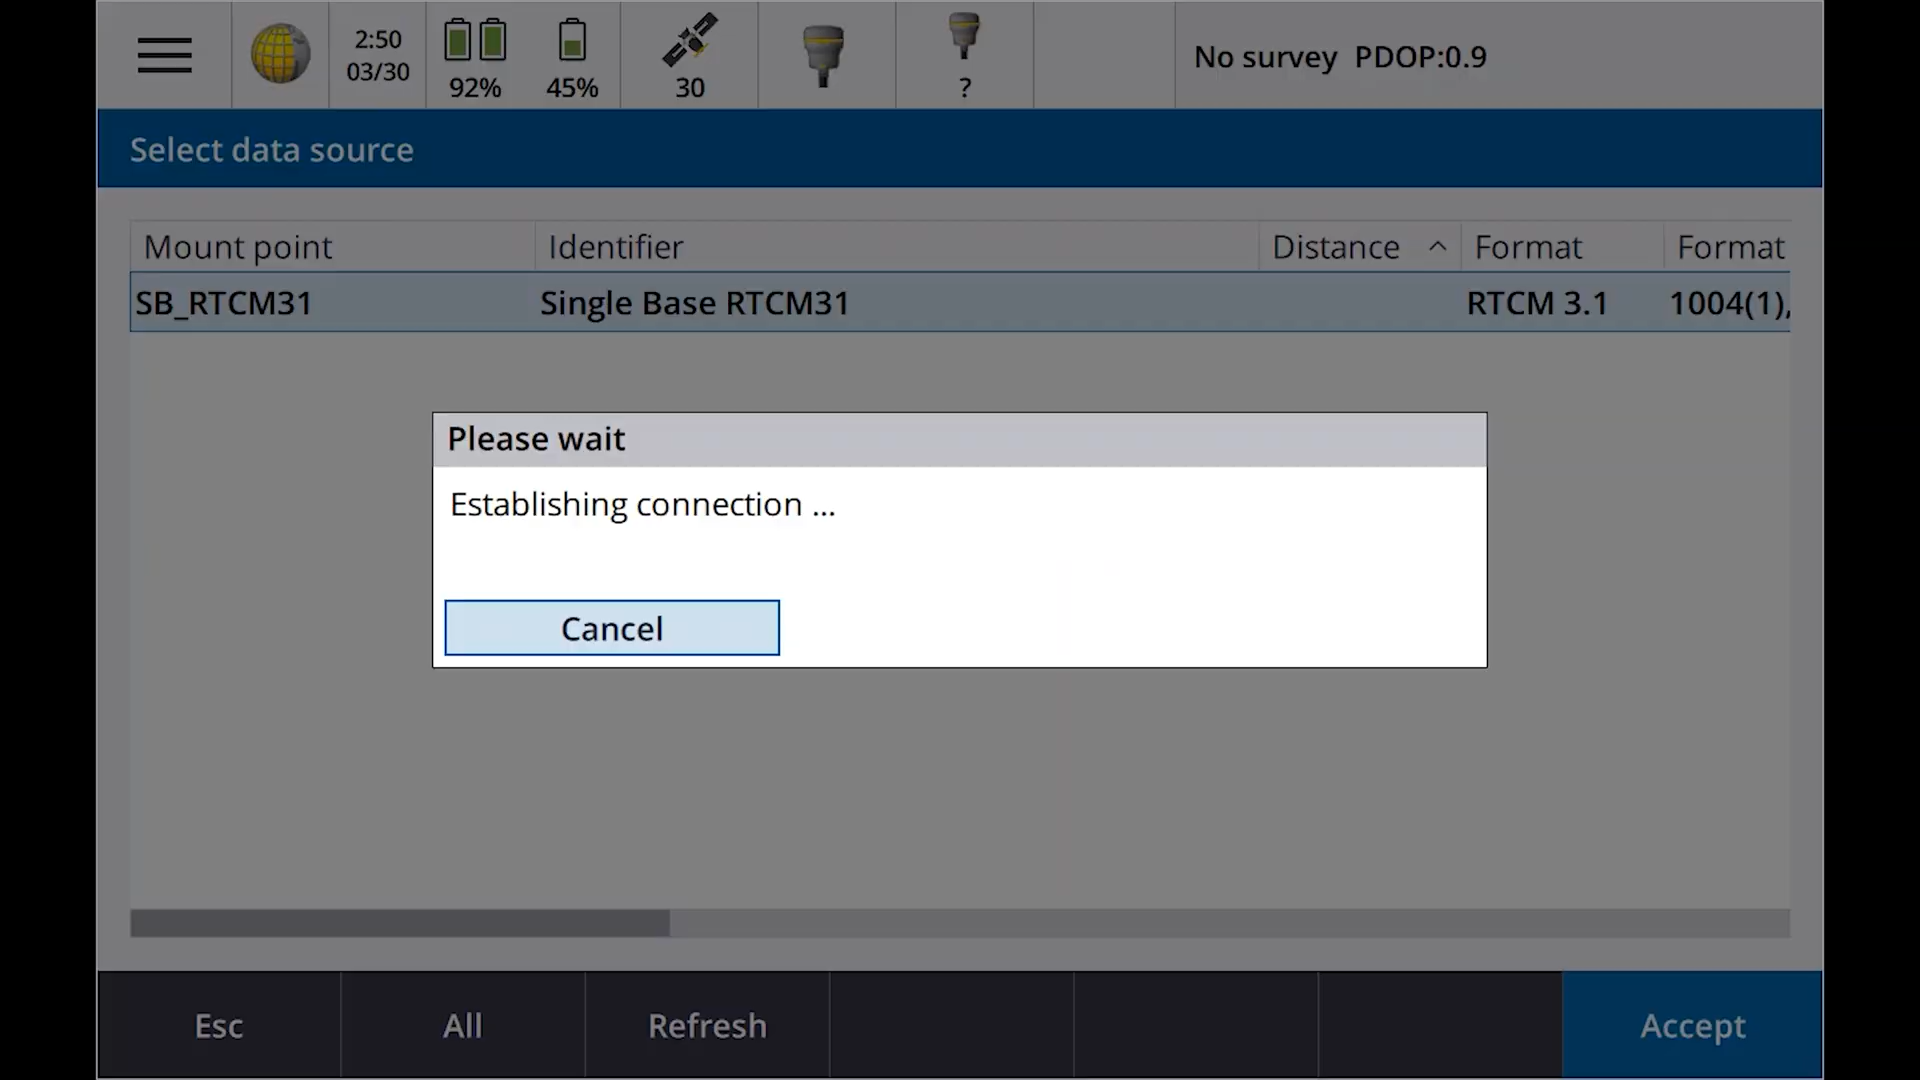 2:50
03/30
92%
45%
30
?
No survey PDOP:0.9
Select data source
Mount point Identifier Distance Format Format
SB_RTCM31 Single Base RTCM31 RTCM 3.1 1004(1),
Please wait
Establishing connection ...
Cancel
Esc All Refresh Accept